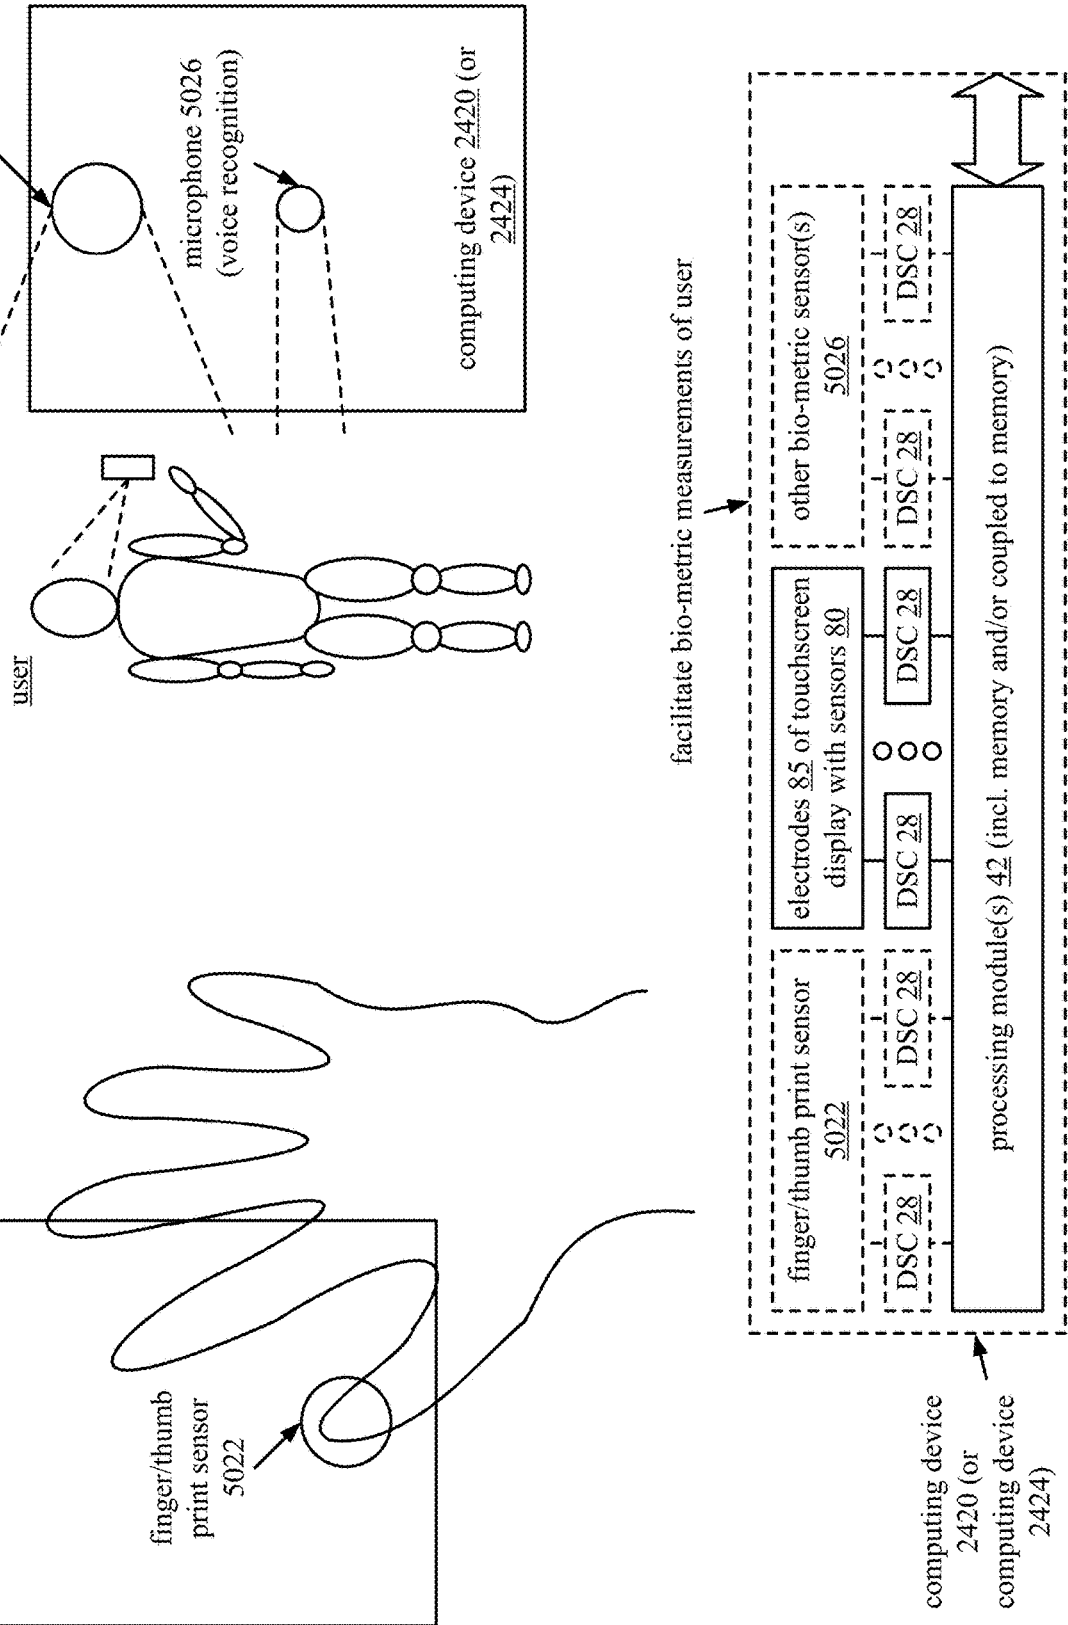 finger/thumb
print sensor
5022
user
microphone 5026
(voice recognition)
computing device 2420 (or
2424)
facilitate bio-metric measurements of user
finger/thumb print sensor
5022
electrodes 85 of touchscreen
display with sensors 80
other bio-metric sensor(s)
5026
DSC 28
DSC 28
DSC 28
DSC 28
DSC 28
DSC 28
processing module(s) 42 (incl. memory and/or coupled to memory)
computing device
2420 (or
computing device
2424)